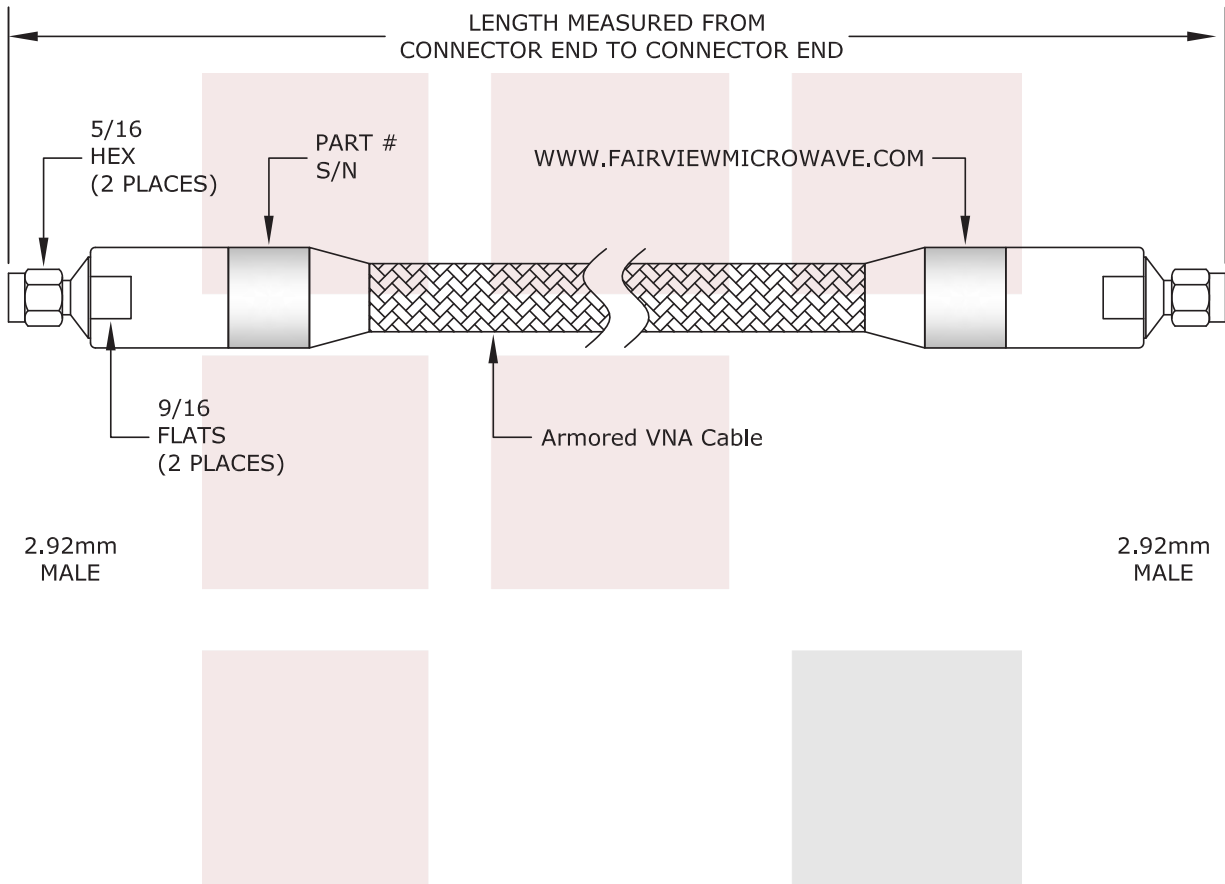 LENGTH MEASURED FROM
CONNECTOR END TO CONNECTOR END
5/16
HEX
(2 PLACES)
PART #
S/N
WWW.FAIRVIEWMICROWAVE.COM
9/16
FLATS
(2 PLACES)
Armored VNA Cable
2.92mm
MALE
2.92mm
MALE